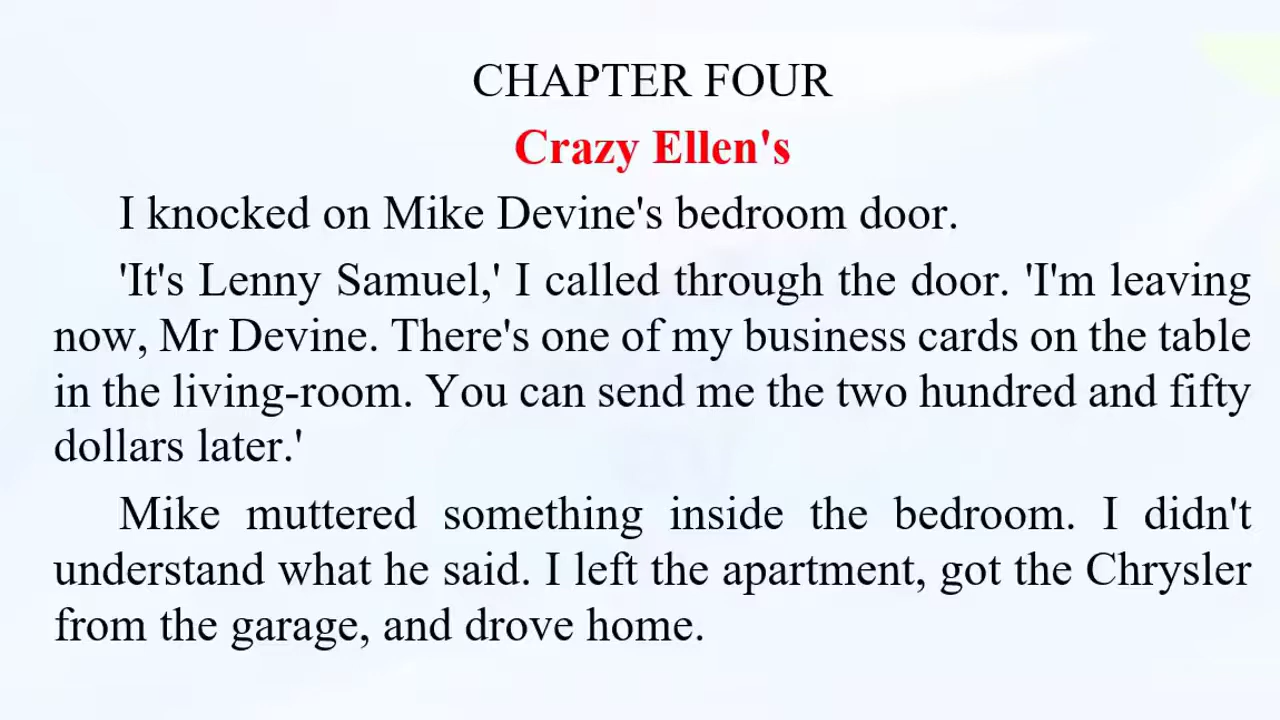 CHAPTER FOUR
Crazy Ellen's
I knocked on Mike Devine's bedroom door.
'It's Lenny Samuel,' I called through the door. 'I'm leaving
now, Mr Devine. There's one of my business cards on the table
in the living-room. You can send me the two hundred and fifty
dollars later.'
Mike muttered something inside the bedroom. I didn't
understand what he said. I left the apartment, got the Chrysler
from the garage, and drove home.